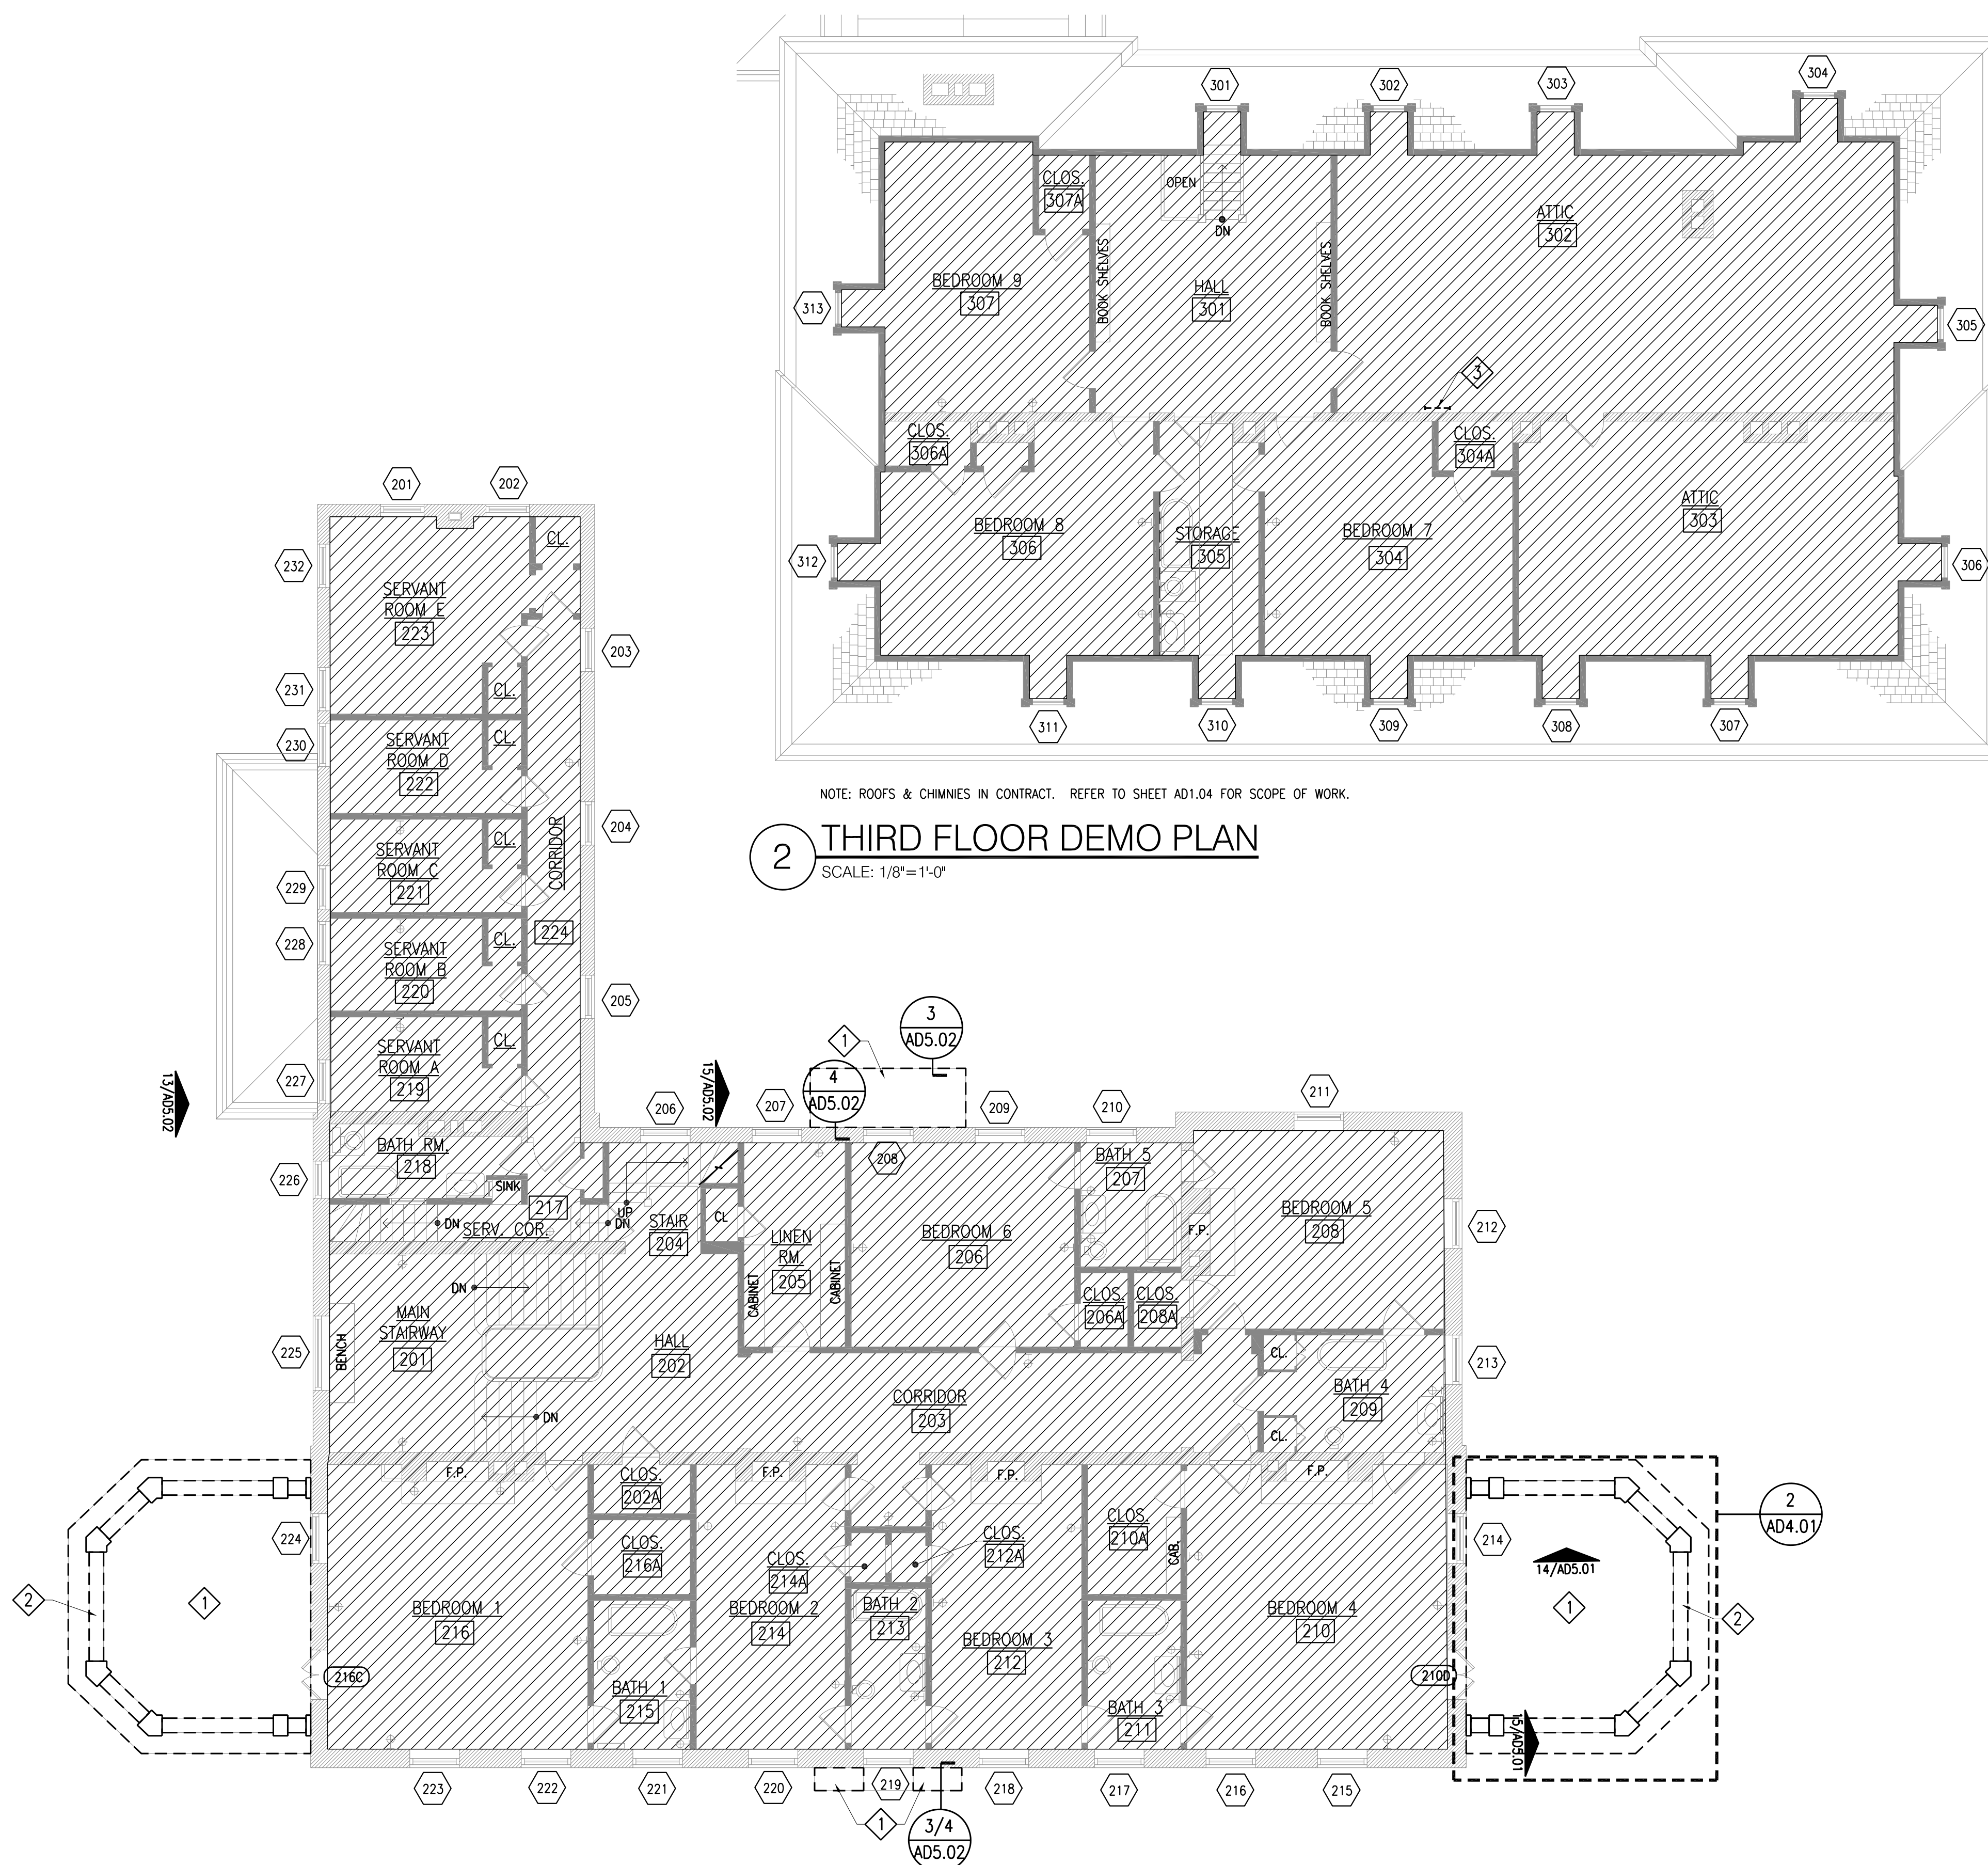 301
302
303
304
CLOS.
307A
OPEN
DN
ATTIC
302
BOOK SHELVES
BOOK SHELVES
BEDROOM 9
307
HALL
301
313
305
3
CLOS.
306A
CLOS.
304A
BEDROOM 8
306
STORAGE
305
BEDROOM 7
304
ATTIC
303
312
306
311
310
309
308
307
NOTE: ROOFS & CHIMNIES IN CONTRACT. REFER TO SHEET AD1.04 FOR SCOPE OF WORK.
2
THIRD FLOOR DEMO PLAN
SCALE: 1/8"=1'-0"
201
202
232
CL.
SERVANT
ROOM E
223
203
231
CL.
230
SERVANT
ROOM D
222
CL.
204
CORRIDOR
SERVANT
ROOM C
221
CL.
229
224
228
SERVANT
ROOM B
220
CL.
205
SERVANT
ROOM A
219
CL.
227
13/AD5.02
15/AD5.02
1
3
AD5.02
4
AD5.02
206
207
208
209
210
211
BATH RM.
218
226
SINK
217
DN
SERV. COR.
UP
DN
STAIR
204
CL
LINEN
RM.
205
CABINET
CABINET
BEDROOM 6
206
BATH 5
207
F.P.
BEDROOM 5
208
212
CLOS.
206A
CLOS.
208A
DN
MAIN
STAIRWAY
201
BENCH
225
HALL
202
DN
CORRIDOR
203
CL.
BATH 4
209
CL.
213
F.P.
CLOS.
202A
F.P.
F.P.
F.P.
CLOS.
216A
CLOS.
214A
CLOS.
212A
CLOS.
210A
CAB.
224
214
2
AD4.01
14/AD5.01
2
1
1
2
BEDROOM 1
216
BEDROOM 2
214
BATH 2
213
BEDROOM 3
212
BEDROOM 4
210
216C
210D
BATH 1
215
BATH 3
211
15/AD5.01
223
222
221
220
219
218
217
216
215
1
3/4
AD5.02